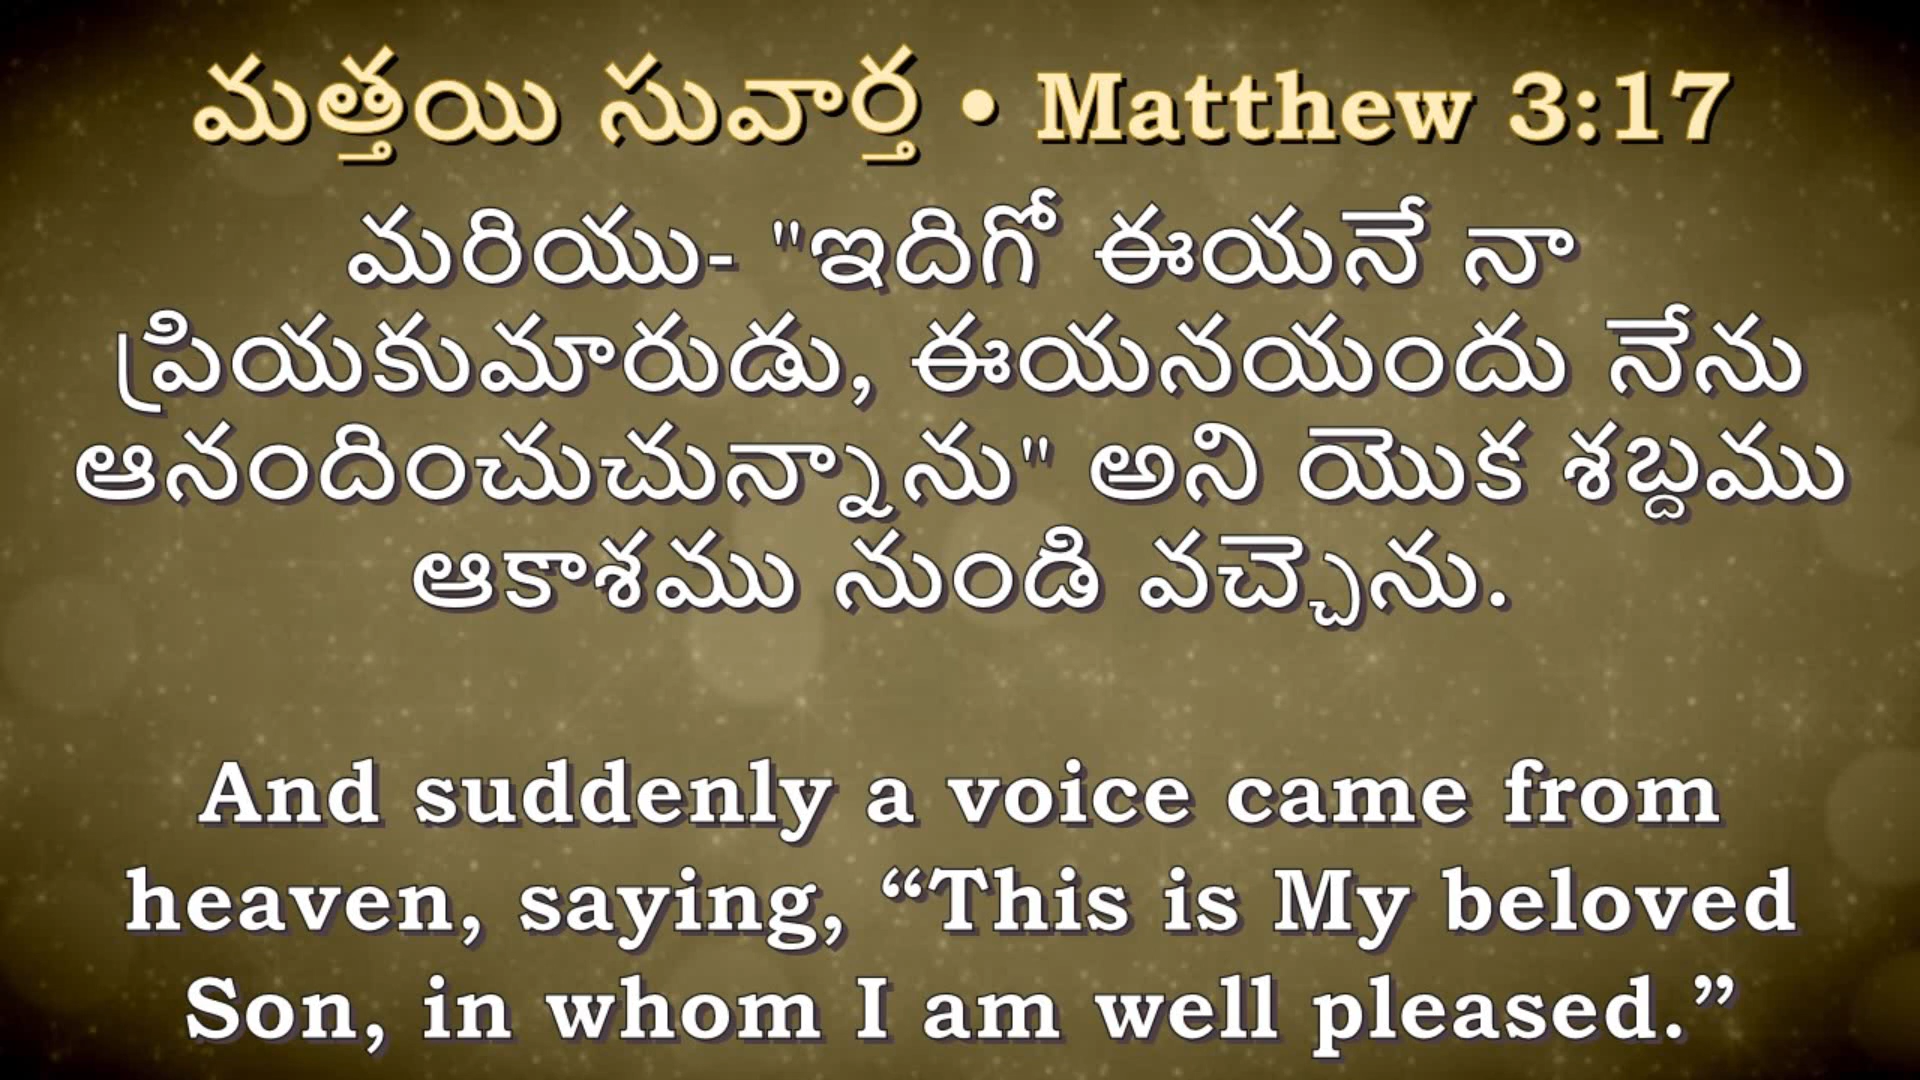 మత్తయి సువార్త • Matthew 3:17
మరియు- "ఇదిగో ఈయనే నా
ప్రియకుమారుడు, ఈయనయందు నేను
ఆనందించుచున్నాను" అని యొక శబ్దము
ఆకాశము నుండి వచ్చెను.
And suddenly a voice came from
heaven, saying, “This is My beloved
Son, in whom I am well pleased.”